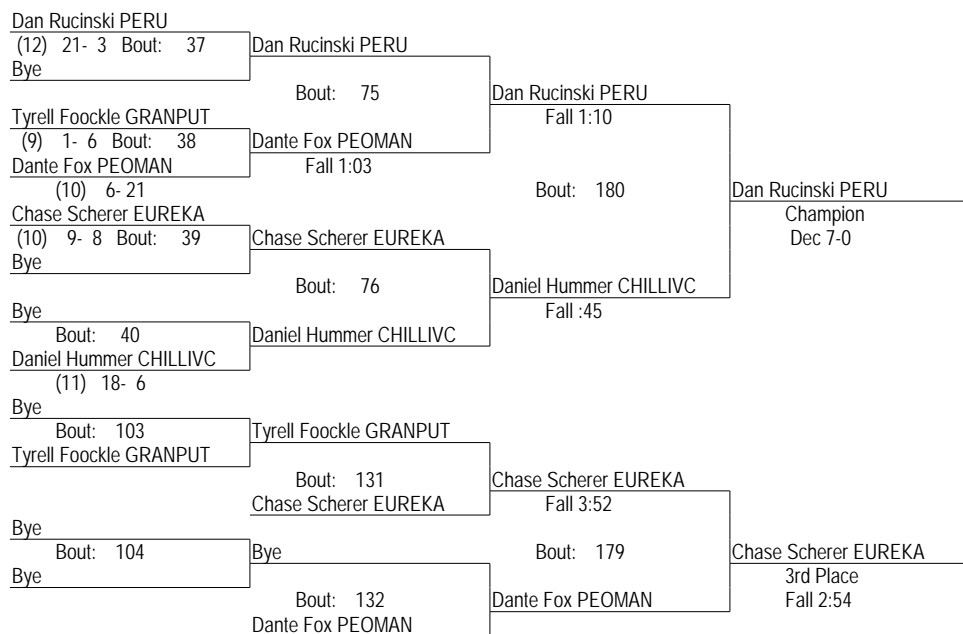 Dan Rucinski PERU
(12) 21- 3 Bout: 37 Dan Rucinski PERU
Bye
Bout: 75 Dan Rucinski PERU
Tyrell Foockle GRANPUT Fall 1:10
(9) 1- 6 Bout: 38 Dante Fox PEOMAN
Dante Fox PEOMAN Fall 1:03
(10) 6- 21 Bout: 180 Dan Rucinski PERU
Chase Scherer EUREKA Champion
(10) 9- 8 Bout: 39 Chase Scherer EUREKA Dec 7-0
Bye
Bout: 76 Daniel Hummer CHILLIVC
Bye Fall :45
Bout: 40 Daniel Hummer CHILLIVC
Daniel Hummer CHILLIVC
(11) 18- 6
Bye
Bout: 103 Tyrell Foockle GRANPUT
Tyrell Foockle GRANPUT
Bout: 131 Chase Scherer EUREKA
Chase Scherer EUREKA Fall 3:52
Bye
Bout: 104 Bye Bout: 179 Chase Scherer EUREKA
Bye 3rd Place
Bout: 132 Dante Fox PEOMAN Fall 2:54
Dante Fox PEOMAN